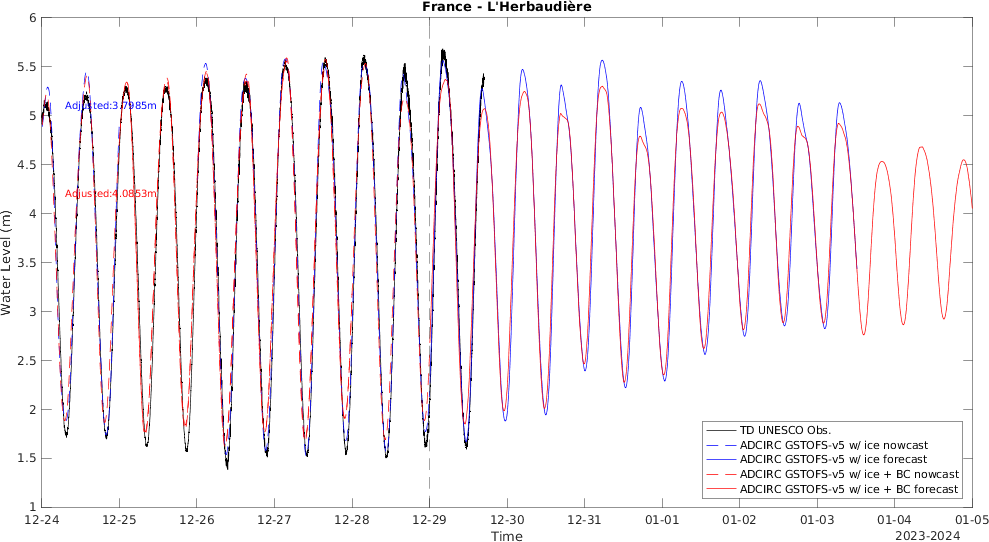 France - L'Herbaudière
6
5.5
5
4.5
4
3.5
3
2.5
2
1.5
1
Water Level (m)
Adjusted:3.7985m
Adjusted:4.0853m
TD UNESCO Obs.
ADCIRC GSTOFS-v5 w/ ice nowcast
ADCIRC GSTOFS-v5 w/ ice forecast
ADCIRC GSTOFS-v5 w/ ice + BC nowcast
ADCIRC GSTOFS-v5 w/ ice + BC forecast
12-24 12-25 12-26 12-27 12-28 12-29 12-30 12-31 01-01 01-02 01-03 01-04 01-05
Time
2023-2024